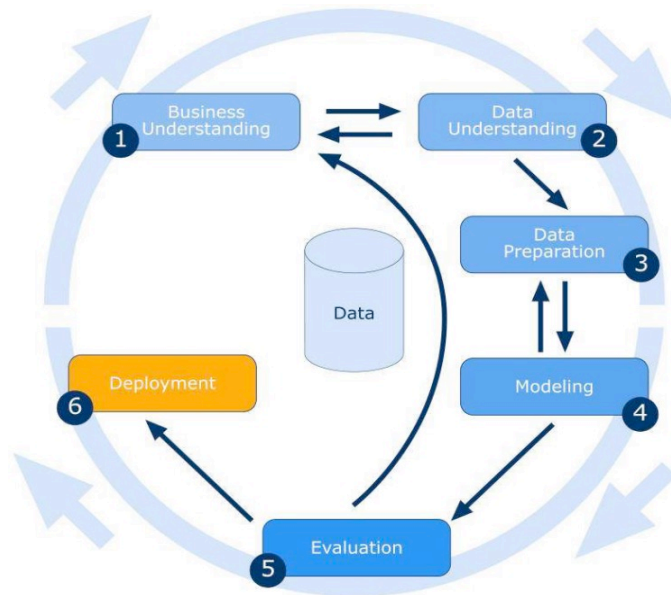 Business
Understanding
1
Data
Understanding
2
Data
Preparation
3
Data
Deployment
6
Modeling
4
Evaluation
5